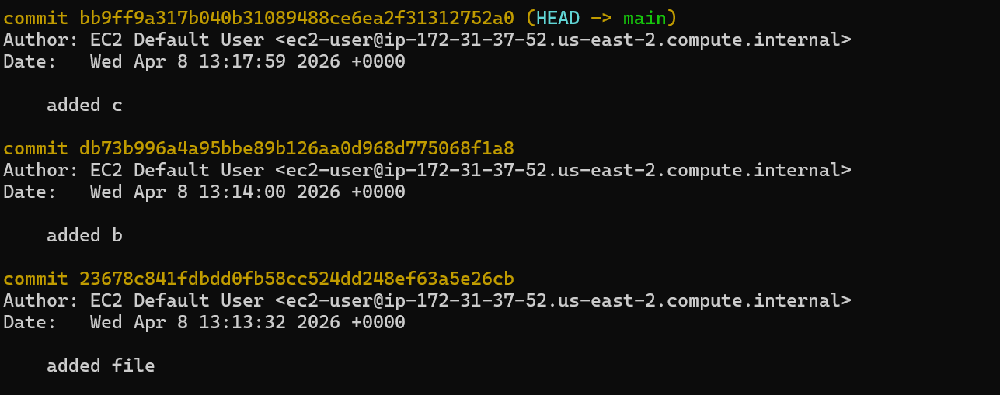 commit bb9ff9a317b040b31089488ce6ea2f31312752a0 (HEAD -> main)
Author: EC2 Default User <ec2-user@ip-172-31-37-52.us-east-2.compute.internal>
Date:   Wed Apr 8 13:17:59 2026 +0000

    added c

commit db73b996a4a95bbe89b126aa0d968d775068f1a8
Author: EC2 Default User <ec2-user@ip-172-31-37-52.us-east-2.compute.internal>
Date:   Wed Apr 8 13:14:00 2026 +0000

    added b

commit 23678c841fdbdd0fb58cc524dd248ef63a5e26cb
Author: EC2 Default User <ec2-user@ip-172-31-37-52.us-east-2.compute.internal>
Date:   Wed Apr 8 13:13:32 2026 +0000

    added file